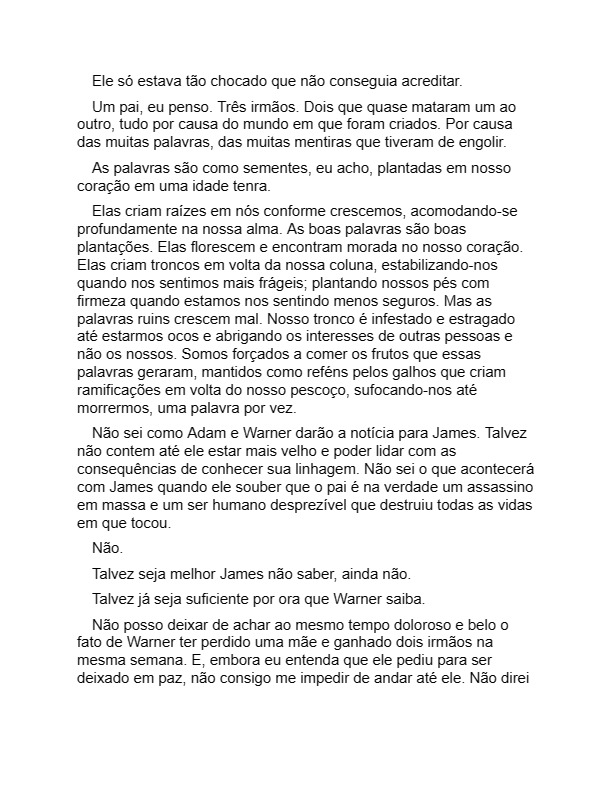 Ele só estava tão chocado que não conseguia acreditar.
Um pai, eu penso. Três irmãos. Dois que quase mataram um ao
outro, tudo por causa do mundo em que foram criados. Por causa
das muitas palavras, das muitas mentiras que tiveram de engolir.
As palavras são como sementes, eu acho, plantadas em nosso
coração em uma idade tenra.
Elas criam raízes em nós conforme crescemos, acomodando-se
profundamente na nossa alma. As boas palavras são boas
plantações. Elas florescem e encontram morada no nosso coração.
Elas criam troncos em volta da nossa coluna, estabilizando-nos
quando nos sentimos mais frágeis; plantando nossos pés com
firmeza quando estamos nos sentindo menos seguros. Mas as
palavras ruins crescem mal. Nosso tronco é infestado e estragado
até estarmos ocos e abrigando os interesses de outras pessoas e
não os nossos. Somos forçados a comer os frutos que essas
palavras geraram, mantidos como reféns pelos galhos que criam
ramificações em volta do nosso pescoço, sufocando-nos até
morrermos, uma palavra por vez.
Não sei como Adam e Warner darão a notícia para James. Talvez
não contem até ele estar mais velho e poder lidar com as
consequências de conhecer sua linhagem. Não sei o que acontecerá
com James quando ele souber que o pai é na verdade um assassino
em massa e um ser humano desprezível que destruiu todas as vidas
em que tocou.
Não.
Talvez seja melhor James não saber, ainda não.
Talvez já seja suficiente por ora que Warner saiba.
Não posso deixar de achar ao mesmo tempo doloroso e belo o
fato de Warner ter perdido uma mãe e ganhado dois irmãos na
mesma semana. E, embora eu entenda que ele pediu para ser
deixado em paz, não consigo me impedir de andar até ele. Não direi